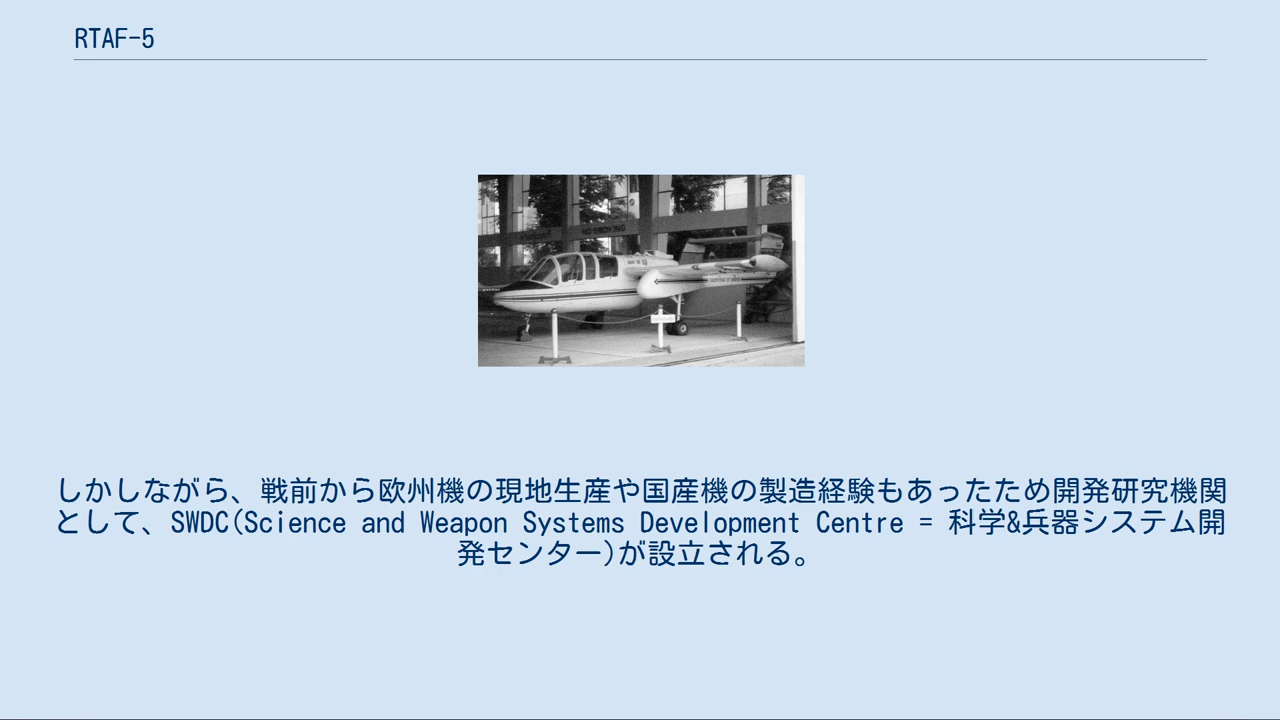 RTAF-5
NO SMOKING
しかしながら、戦前から欧州機の現地生産や国産機の製造経験もあったため開発研究機関
として、SWDC(Science and Weapon Systems Development Centre = 科学&兵器システム開
発センター)が設立される。